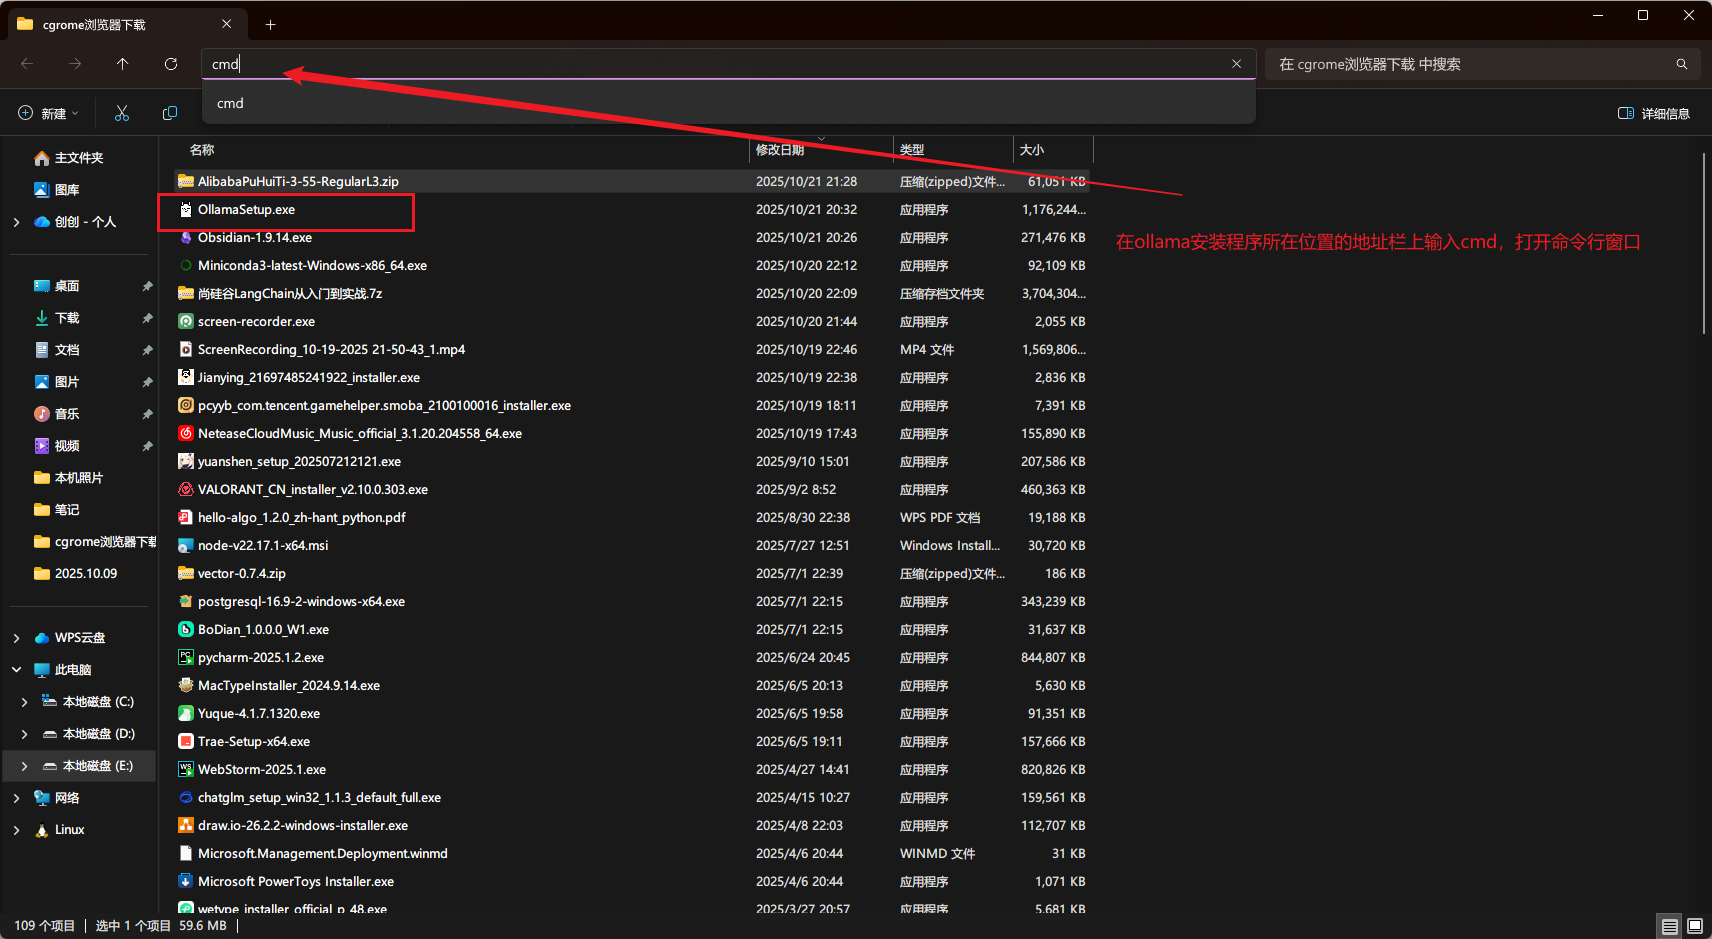 cgrome浏览器下载
cmd
在 cgrome浏览器下载 中搜索
cmd
新建
详细信息
名称 修改日期 类型 大小
主文件夹
图库
创创 - 个人
桌面
下载
文档
图片
音乐
视频
本机照片
笔记
cgrome浏览器下载
2025.10.09
WPS云盘
此电脑
本地磁盘 (C:)
本地磁盘 (D:)
本地磁盘 (E:)
网络
Linux
AlibabaPuHuiTi-3-55-RegularL3.zip 2025/10/21 21:28 压缩(zipped)文件... 61,051 KB
OllamaSetup.exe 2025/10/21 20:32 应用程序 1,176,244...
Obsidian-1.9.14.exe 2025/10/21 20:26 应用程序 271,476 KB
Miniconda3-latest-Windows-x86_64.exe 2025/10/20 22:12 应用程序 92,109 KB
尚硅谷LangChain从入门到实战.7z 2025/10/20 22:09 压缩存档文件夹 3,704,304...
screen-recorder.exe 2025/10/20 21:44 应用程序 2,055 KB
ScreenRecording_10-19-2025 21-50-43_1.mp4 2025/10/19 22:46 MP4 文件 1,569,806...
Jianying_21697485241922_installer.exe 2025/10/19 22:38 应用程序 2,836 KB
pcyyb_com.tencent.gamehelper.smoba_2100100016_installer.exe 2025/10/19 18:11 应用程序 7,391 KB
NeteaseCloudMusic_Music_official_3.1.20.204558_64.exe 2025/10/19 17:43 应用程序 155,890 KB
yuanshen_setup_202507212121.exe 2025/9/10 15:01 应用程序 207,586 KB
VALORANT_CN_installer_v2.10.0.303.exe 2025/9/2 8:52 应用程序 460,363 KB
hello-algo_1.2.0_zh-hant_python.pdf 2025/8/30 22:38 WPS PDF 文档 19,188 KB
node-v22.17.1-x64.msi 2025/7/27 12:51 Windows Install... 30,720 KB
vector-0.7.4.zip 2025/7/1 22:39 压缩(zipped)文件... 186 KB
postgresql-16.9-2-windows-x64.exe 2025/7/1 22:15 应用程序 343,239 KB
BoDian_1.0.0.0_W1.exe 2025/7/1 22:15 应用程序 31,637 KB
pycharm-2025.1.2.exe 2025/6/24 20:45 应用程序 844,807 KB
MacTypeInstaller_2024.9.14.exe 2025/6/5 20:13 应用程序 5,630 KB
Yuque-4.1.7.1320.exe 2025/6/5 19:58 应用程序 91,351 KB
Trae-Setup-x64.exe 2025/6/5 19:11 应用程序 157,666 KB
WebStorm-2025.1.exe 2025/4/27 14:41 应用程序 820,826 KB
chatglm_setup_win32_1.1.3_default_full.exe 2025/4/15 10:27 应用程序 159,561 KB
draw.io-26.2.2-windows-installer.exe 2025/4/8 22:03 应用程序 112,707 KB
Microsoft.Management.Deployment.winmd 2025/4/6 20:44 WINMD 文件 31 KB
Microsoft PowerToys Installer.exe 2025/4/6 20:44 应用程序 1,071 KB
wetype_installer_official_p_48.exe 2025/3/27 20:57 应用程序 5,681 KB
在ollama安装程序所在位置的地址栏上输入cmd，打开命令行窗口
109 个项目 选中 1 个项目 59.6 MB